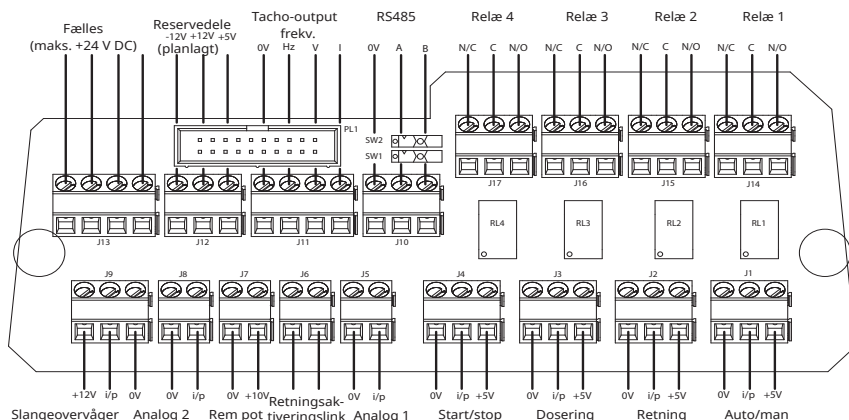 Fælles
(maks. +24 V DC)
Reservedele
-12V +12V +5V
(planlagt)
Tacho-output
frekv.
0V Hz V I
RS485
0V A B
Relæ 4
N/C C N/O
Relæ 3
N/C C N/O
Relæ 2
N/C C N/O
Relæ 1
N/C C N/O
PL1
SW2
SW1
J17 J16 J15 J14
J13 J12 J11 J10
RL4 RL3 RL2 RL1
J9 J8 J7 J6 J5 J4 J3 J2 J1
+12V i/p 0V
0V i/p
0V +10V
0V i/p
0V i/p +5V
0V i/p +5V
0V i/p +5V
0V i/p +5V
Slangeovervåger
Analog 2
Rem pot
Retningsak-
tiveringslink
Analog 1
Start/stop
Dosering
Retning
Auto/man